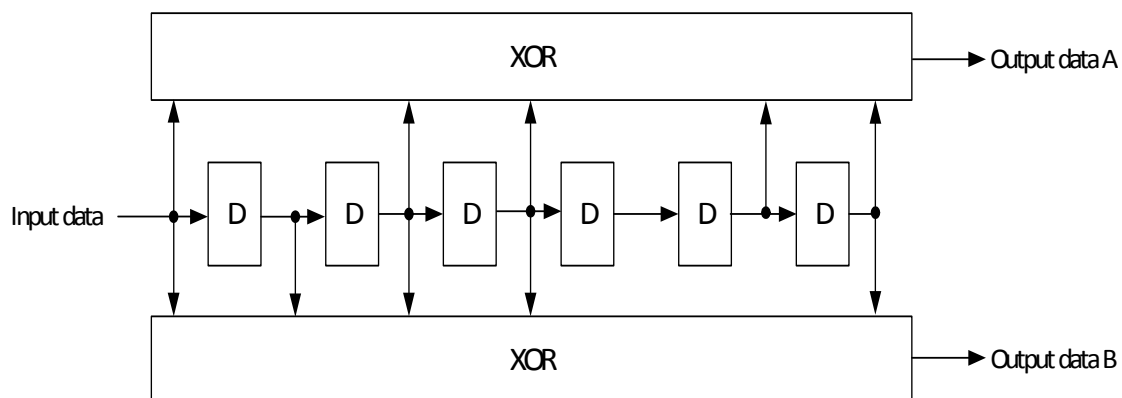 XOR
Output data A
Input data
D D D D D D
XOR
Output data B